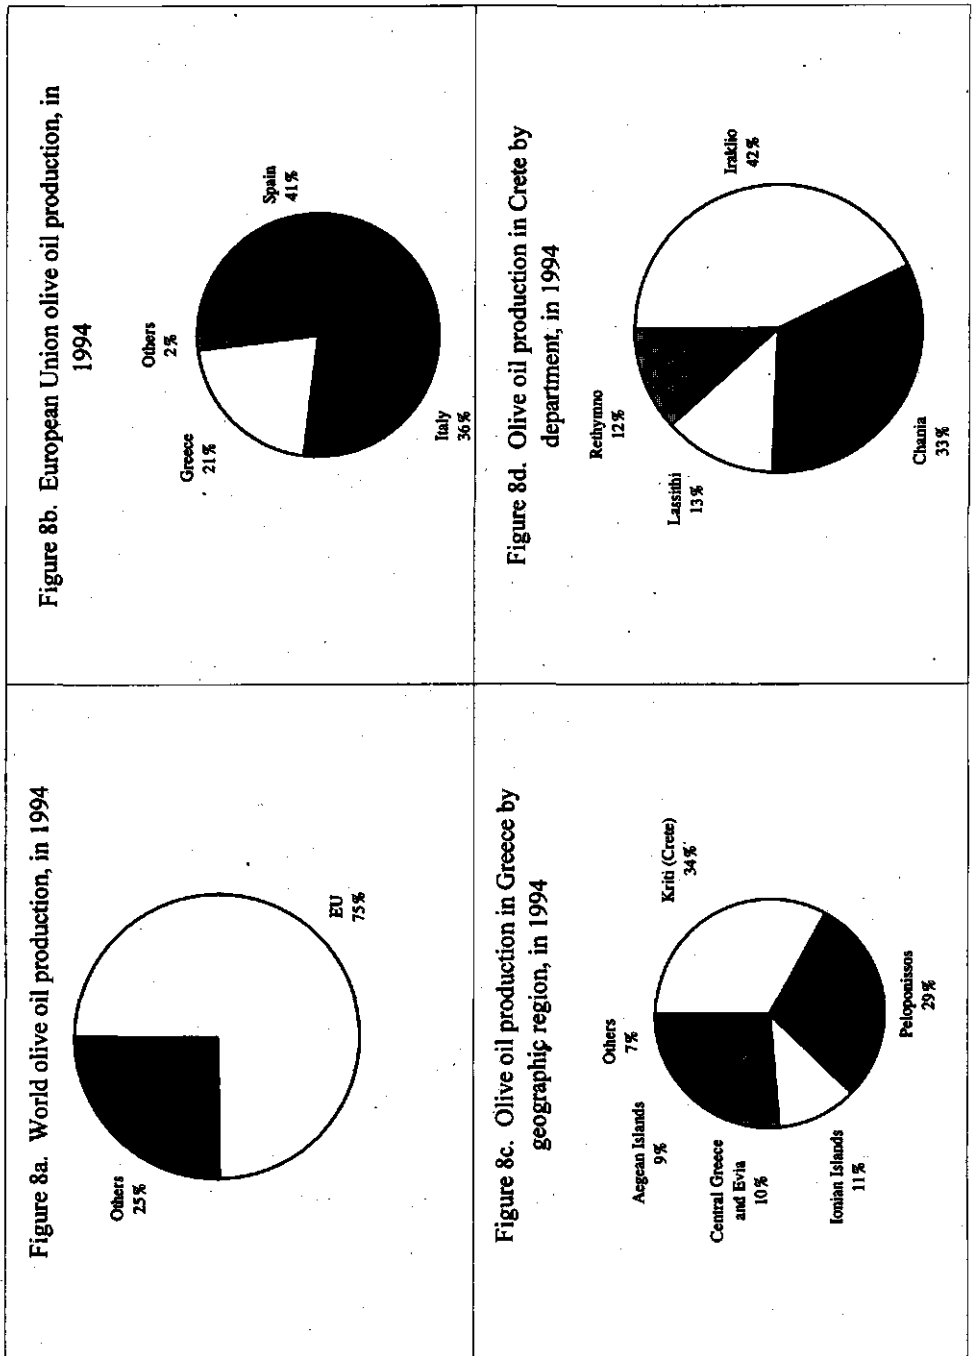 Figure 8a. World olive oil production, in 1994
Others
25%
EU
75%
Figure 8b. European Union olive oil production, in
1994
Others
2%
Spain
41%
Greece
21%
Italy
36%
Figure 8c. Olive oil production in Greece by
geographic region, in 1994
Others
7%
Kriti (Crete)
34%
Aegean Islands
9%
Central Greece
and Evia
10%
Ionian Islands
11%
Peloponissos
29%
Figure 8d. Olive oil production in Crete by
department, in 1994
Rethymno
12%
Iraklio
42%
Lassithi
13%
Chania
33%